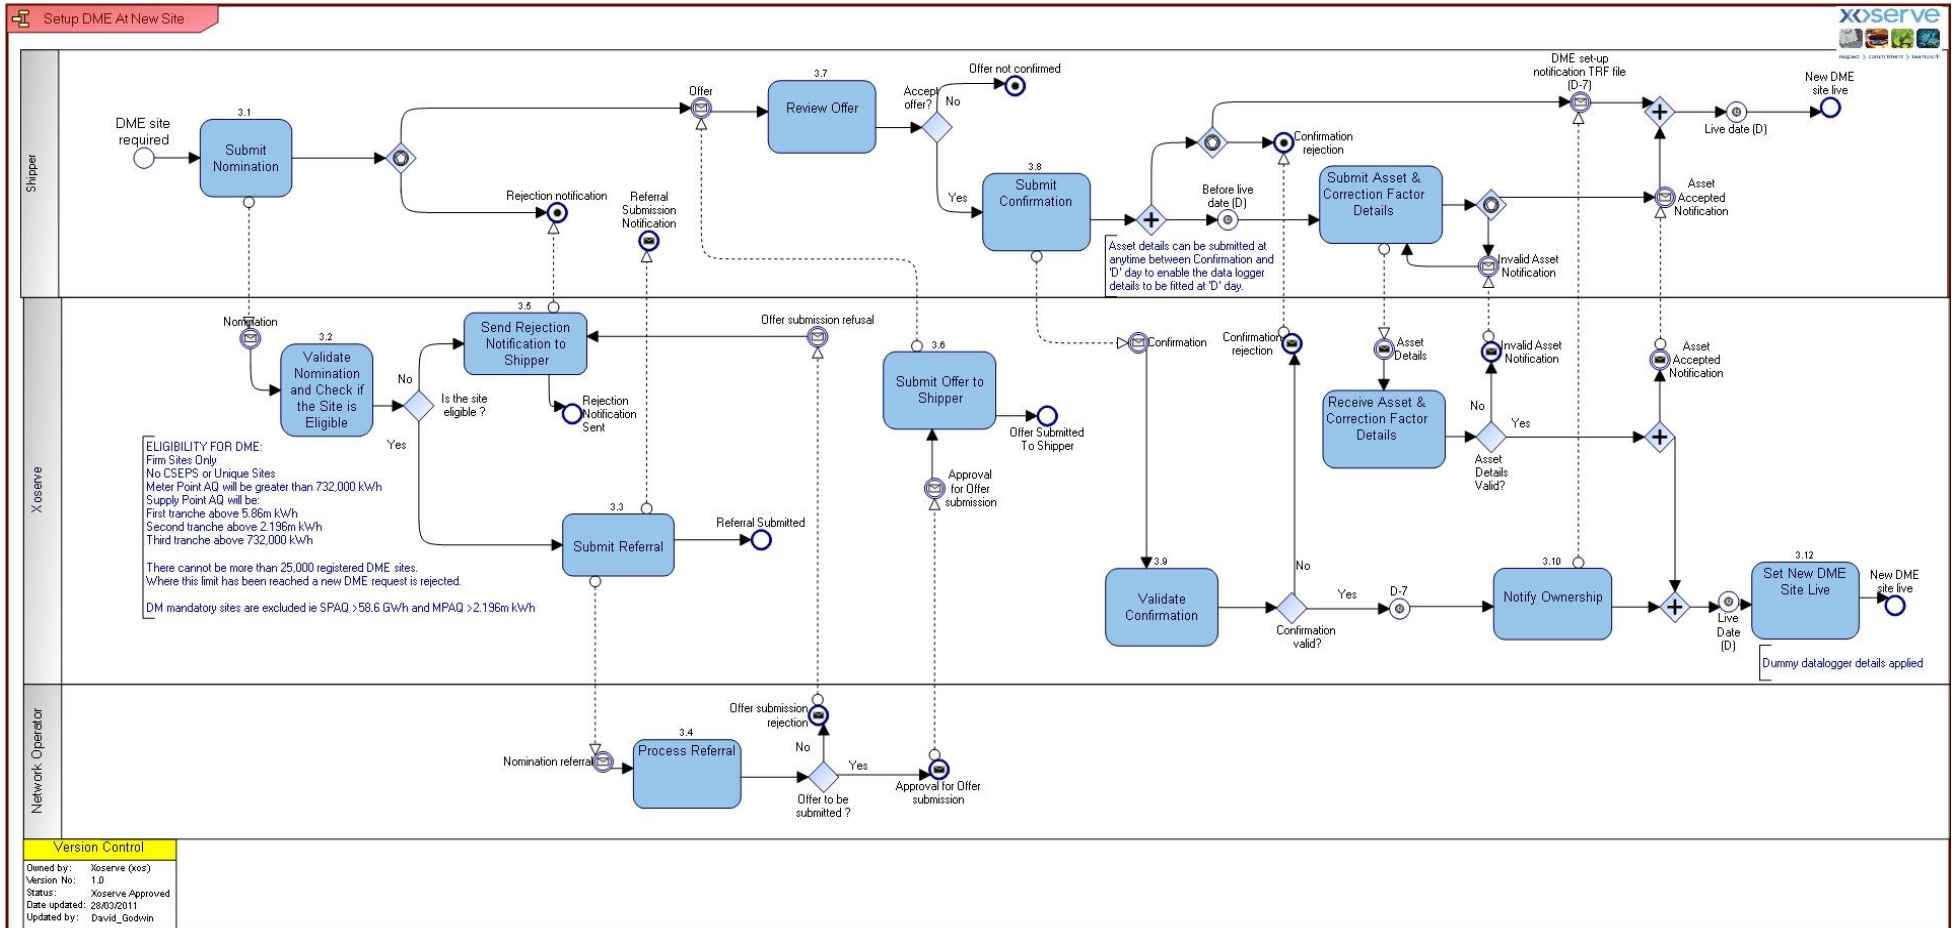 Setup DME At New Site
xoserve
respect > commitment > teamwork
Shipper
DME site
required
3.1
Submit
Nomination
Offer
Rejection notification
Referral
Submission
Notification
3.7
Review Offer
Accept
offer?
No
Yes
Offer not confirmed
3.8
Submit
Confirmation
Asset details can be submitted at
anytime between Confirmation and
'D' day to enable the data logger
details to be fitted at 'D' day.
Before live
date (D)
Confirmation
rejection
Submit Asset &
Correction Factor
Details
DME set-up
notification TRF file
(D-7)
Invalid Asset
Notification
Asset
Accepted
Notification
Live date (D)
New DME
site live
Xoserve
Nomination
3.2
Validate
Nomination
and Check if
the Site is
Eligible
No
Yes
Is the site
eligible ?
3.5
Send Rejection
Notification to
Shipper
Rejection
Notification
Sent
Offer submission refusal
3.6
Submit Offer to
Shipper
Offer Submitted
To Shipper
Approval
for Offer
submission
3.3
Submit Referral
Referral Submitted
ELIGIBILITY FOR DME:
Firm Sites Only
No CSEPS or Unique Sites
Meter Point AQ will be greater than 732,000 kWh
Supply Point AQ will be:
First tranche above 5.86m kWh
Second tranche above 2.196m kWh
Third tranche above 732,000 kWh
There cannot be more than 25,000 registered DME sites.
Where this limit has been reached a new DME request is rejected.
DM mandatory sites are excluded ie SPAQ >58.6 GWh and MPAQ >2.196m kWh
Confirmation
Confirmation
rejection
3.9
Validate
Confirmation
No
Yes
Confirmation
valid?
D-7
Asset
Details
Receive Asset &
Correction Factor
Details
Invalid Asset
Notification
No
Yes
Asset
Details
Valid?
Asset
Accepted
Notification
3.10
Notify Ownership
Live
Date
(D)
3.12
Set New DME
Site Live
New DME
site live
Dummy datalogger details applied
Network Operator
Nomination referral
3.4
Process Referral
Offer submission
rejection
No
Yes
Offer to be
submitted ?
Approval for Offer
submission
Version Control
Owned by: Xoserve (xos)
Version No: 1.0
Status: Xoserve Approved
Date updated: 28/03/2011
Updated by: David_Godwin